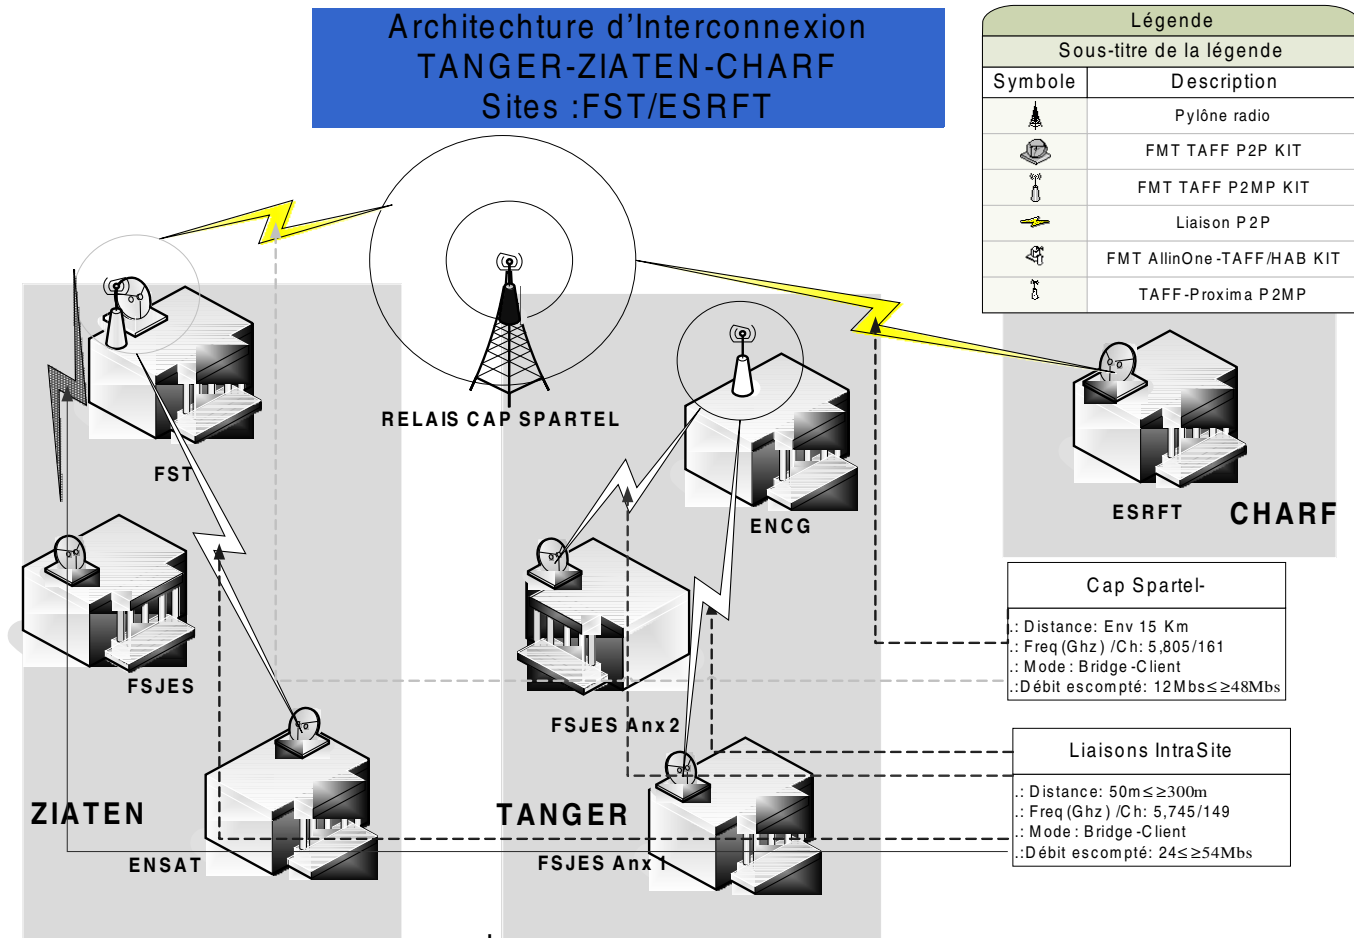 Architechture d'Interconnexion
TANGER-ZIATEN-CHARF
Sites :FST/ESRFT
Légende
Sous-titre de la légende
Symbole Description
Pylône radio
FMT TAFF P2P KIT
FMT TAFF P2MP KIT
Liaison P2P
FMT AllinOne-TAFF/HAB KIT
TAFF-Proxima P2MP
RELAIS CAP SPARTEL
FST
ENCG
ESRFT
CHARF
FSJES
FSJES Anx2
ZIATEN
ENSAT
TANGER
FSJES Anx1
Cap Spartel-
.: Distance: Env 15 Km
.: Freq(Ghz) /Ch: 5,805/161
.: Mode: Bridge-Client
.:Débit escompté: 12Mbs≤≥48Mbs
Liaisons IntraSite
.: Distance: 50m≤≥300m
.: Freq(Ghz) /Ch: 5,745/149
.: Mode: Bridge-Client
.:Débit escompté: 24≤≥54Mbs